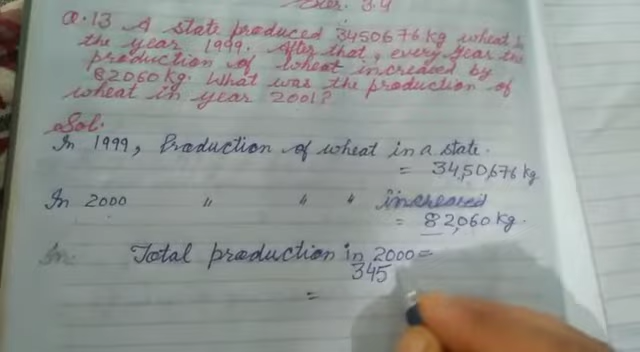 Exer. 3.4
Q.13 A state produced 3450676 kg wheat in
the year 1999. After that, every year the
production of wheat increased by
82060 kg. What was the production of
wheat in year 2001?
Sol.
In 1999, Production of wheat in a state.
= 34,50,676 kg
In 2000 " " " increased
= 82,060 kg.
In Total production in 2000 =
345
=